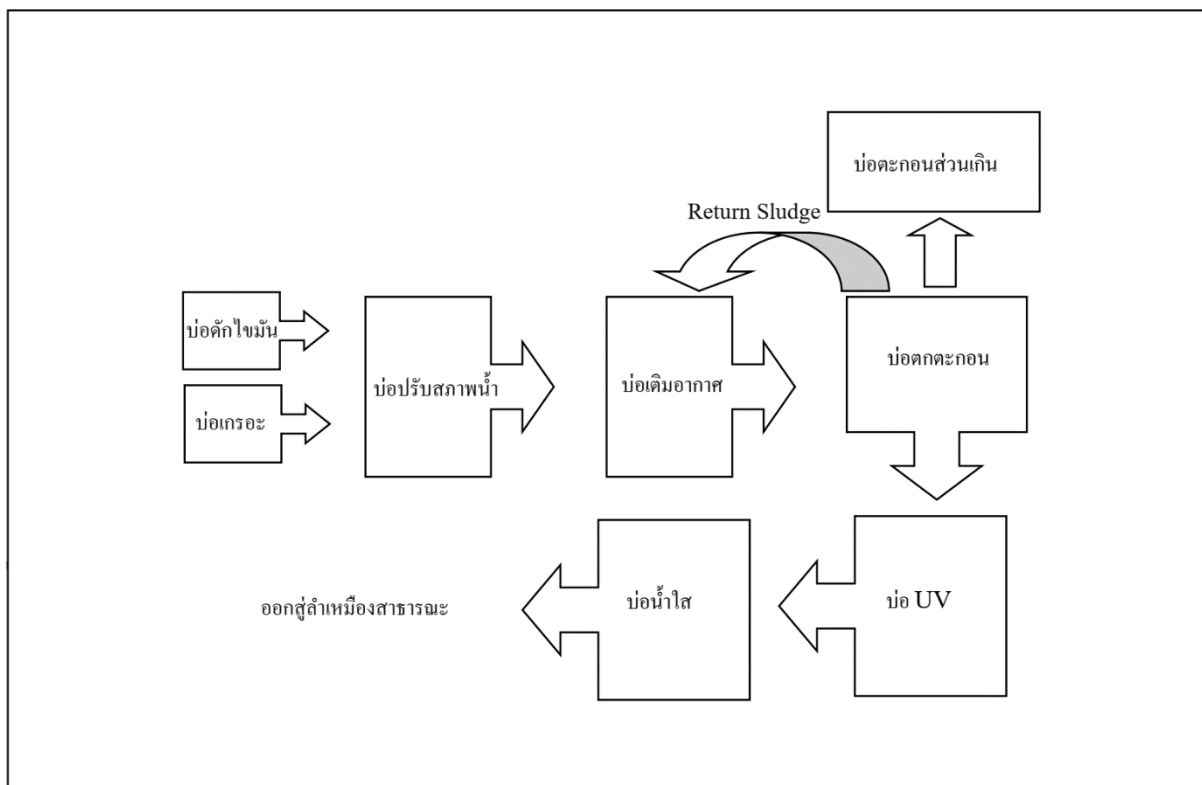 บ่อตะกอนส่วนเกิน
Return Sludge
บ่อดักไขมัน
บ่อเกรอะ
บ่อปรับสภาพน้ำ
บ่อเติมอากาศ
บ่อตกตะกอน
ออกสู่ลำเหมืองสาธารณะ
บ่อน้ำใส
บ่อ UV